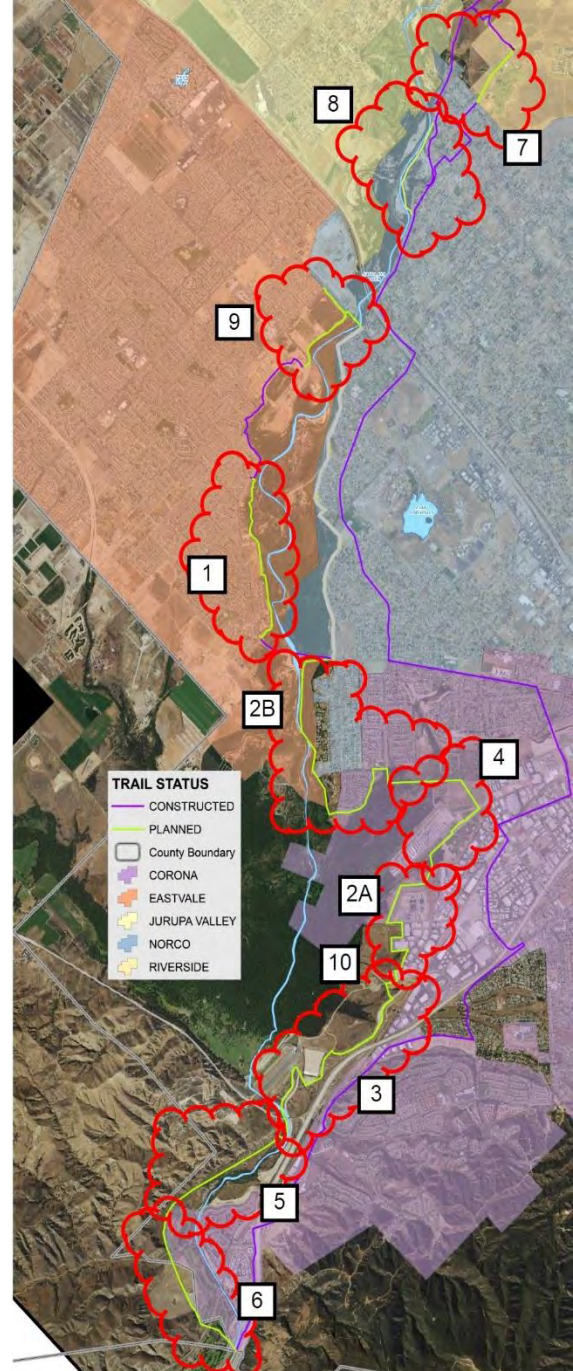 8
7
9
1
2B
4
TRAIL STATUS
CONSTRUCTED
PLANNED
County Boundary
CORONA
EASTVALE
JURUPA VALLEY
NORCO
RIVERSIDE
2A
10
3
5
6